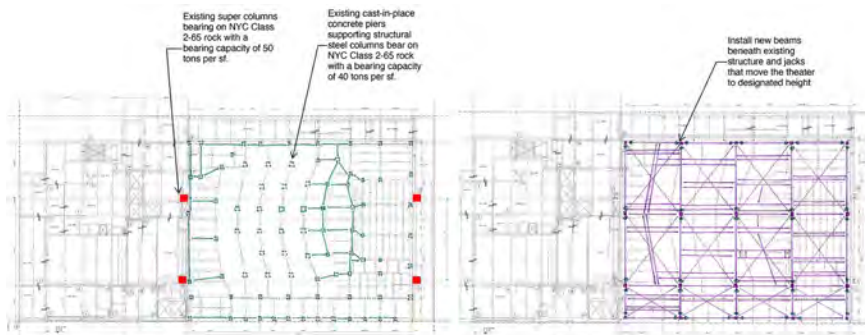 Existing super columns
bearing on NYC Class
2-65 rock with a
bearing capacity of 50
tons per sf.
Existing cast-in-place
concrete piers
supporting structural
steel columns bear on
NYC Class 2-65 rock
with a bearing capacity
of 40 tons per sf.
Install new beams
beneath existing
structure and jacks
that move the theater
to designated height